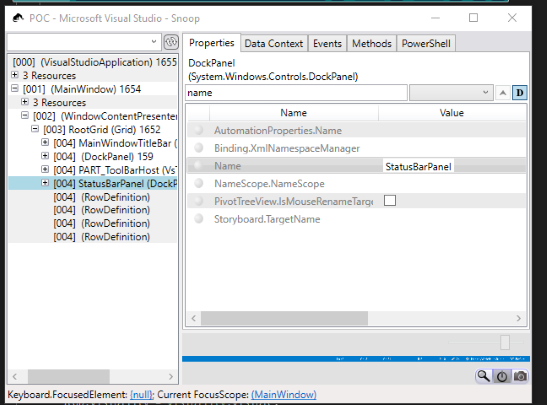 POC - Microsoft Visual Studio - Snoop
[000] (VisualStudioApplication) 1655
3 Resources
[001] (MainWindow) 1654
3 Resources
[002] (WindowContentPresenter
[003] RootGrid (Grid) 1652
[004] MainWindowTitleBar (
[004] (DockPanel) 159
[004] PART_ToolBarHost (VsT
[004] StatusBarPanel (DockP
[004] (RowDefinition)
[004] (RowDefinition)
[004] (RowDefinition)
[004] (RowDefinition)
Properties Data Context Events Methods PowerShell
DockPanel
(System.Windows.Controls.DockPanel)
name D
Name Value
AutomationProperties.Name
Binding.XmlNamespaceManager
Name StatusBarPanel
NameScope.NameScope
PivotTreeView.IsMouseRenameTarge
Storyboard.TargetName
Keyboard.FocusedElement: (null); Current FocusScope: (MainWindow)